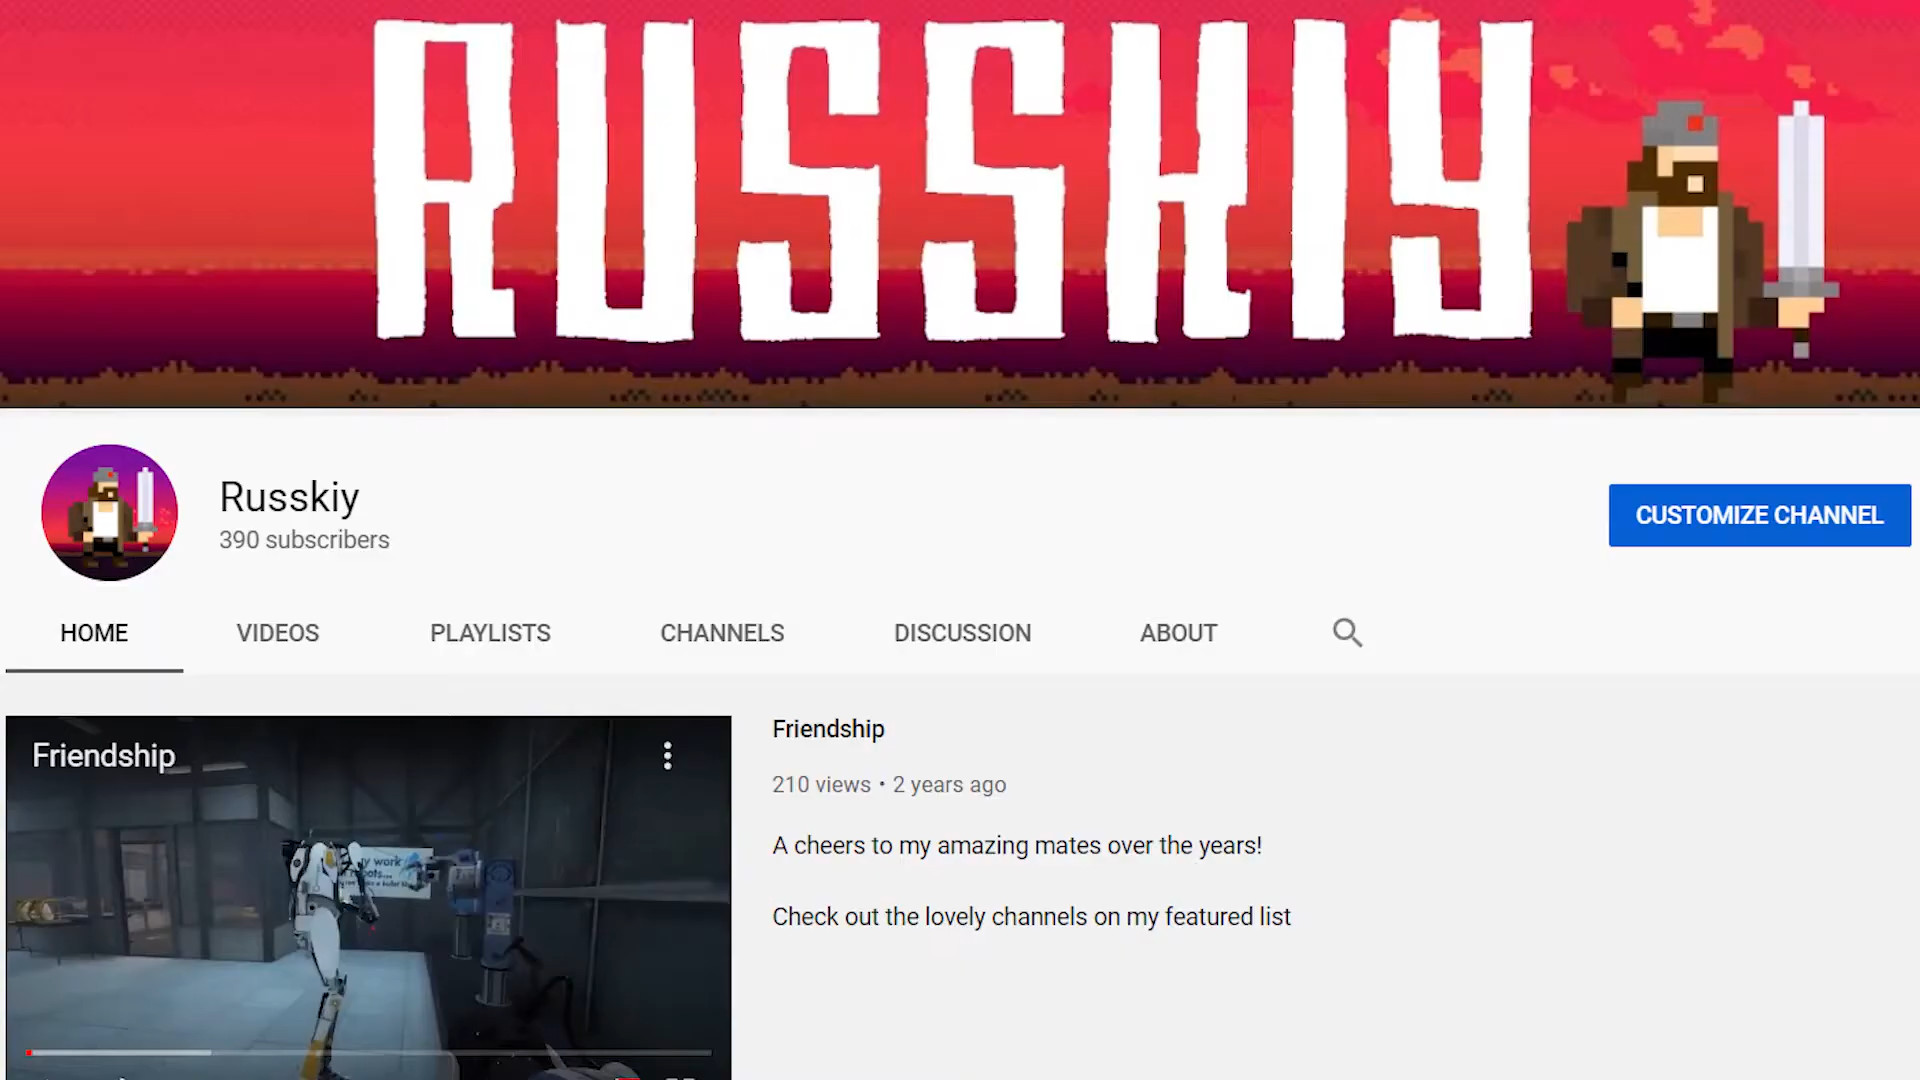 RUSSKIY
Russkiy
390 subscribers
CUSTOMIZE CHANNEL
HOME VIDEOS PLAYLISTS CHANNELS DISCUSSION ABOUT
Friendship
Friendship
210 views • 2 years ago
A cheers to my amazing mates over the years!
Check out the lovely channels on my featured list
work